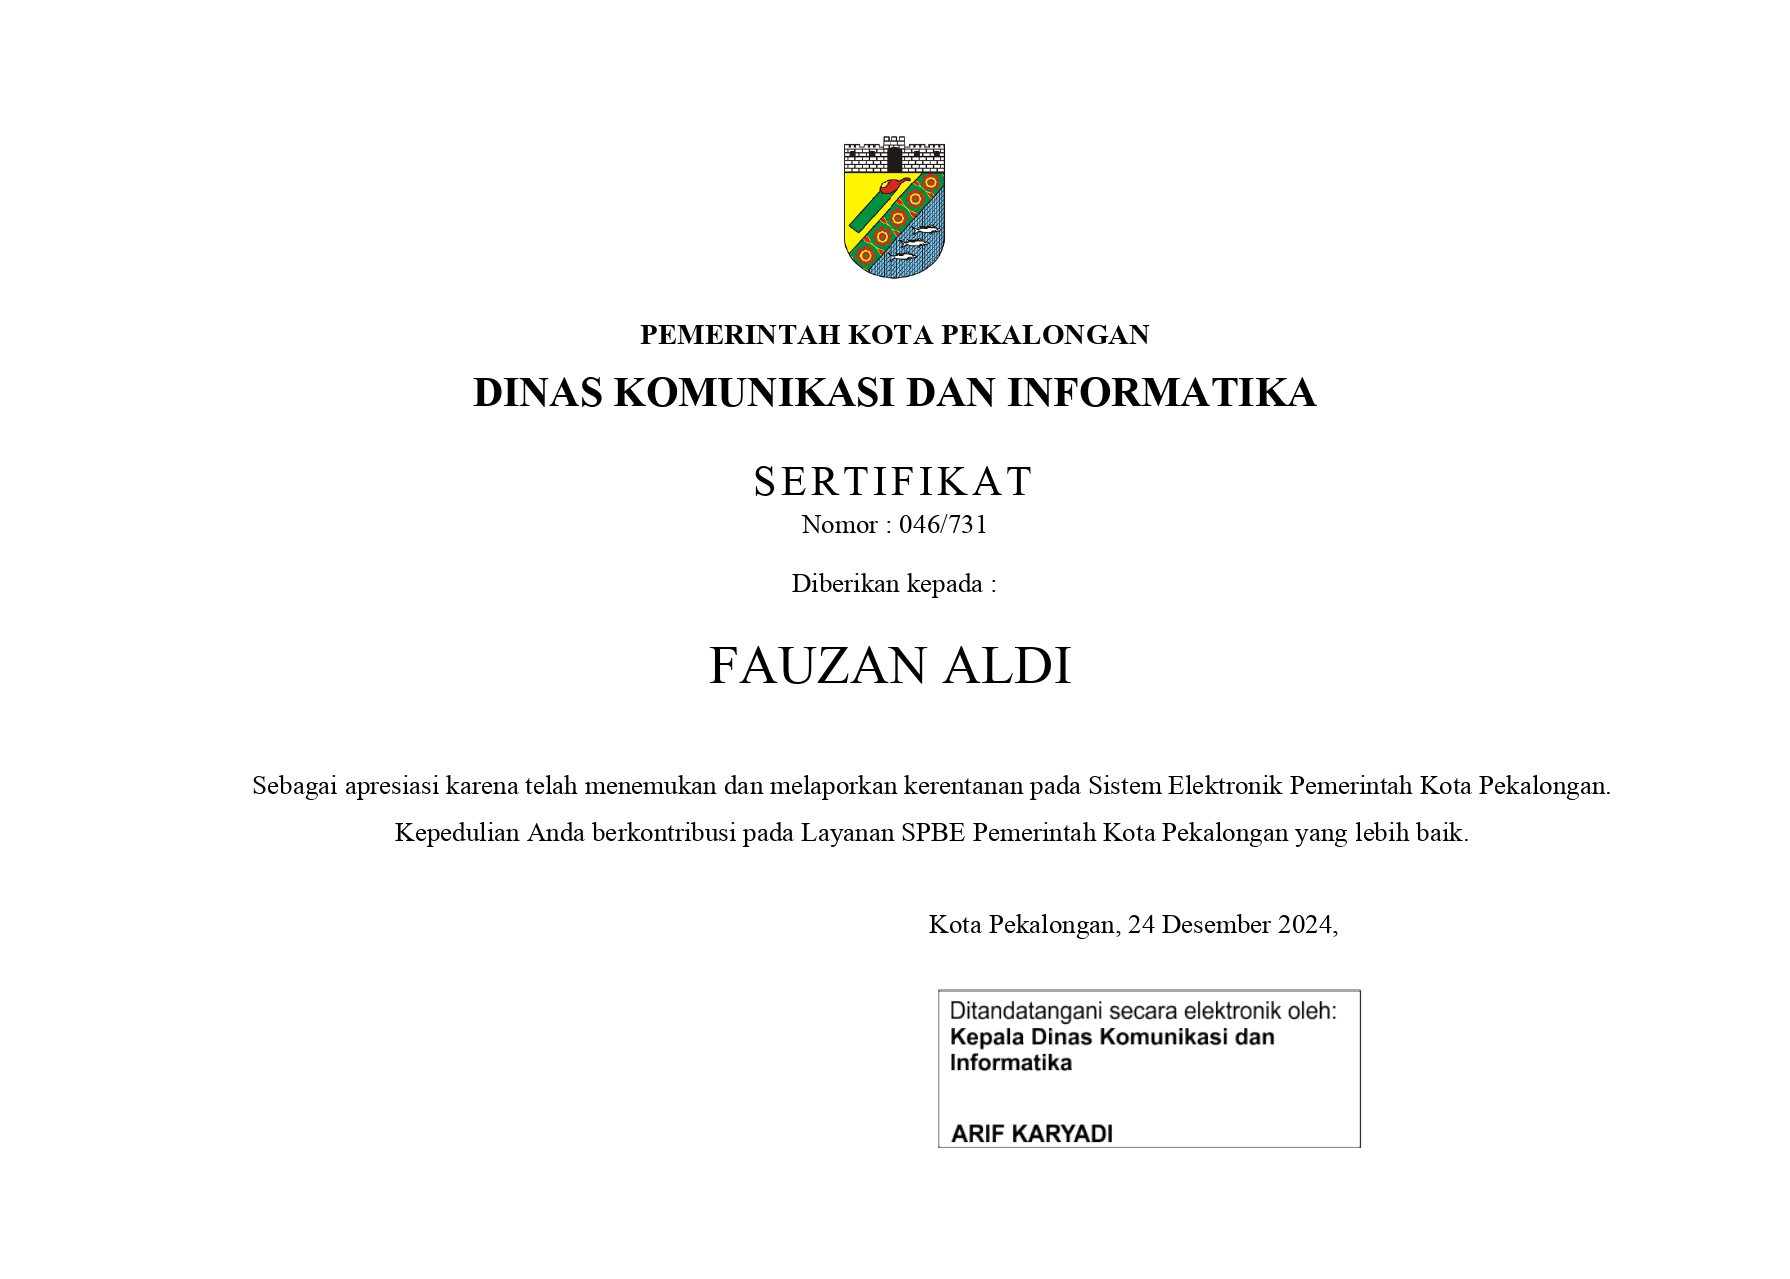 PEMERINTAH KOTA PEKALONGAN
DINAS KOMUNIKASI DAN INFORMATIKA
SERTIFIKAT
Nomor : 046/731
Diberikan kepada :
FAUZAN ALDI
Sebagai apresiasi karena telah menemukan dan melaporkan kerentanan pada Sistem Elektronik Pemerintah Kota Pekalongan.
Kepedulian Anda berkontribusi pada Layanan SPBE Pemerintah Kota Pekalongan yang lebih baik.
Kota Pekalongan, 24 Desember 2024,
Ditandatangani secara elektronik oleh:
Kepala Dinas Komunikasi dan
Informatika
ARIF KARYADI